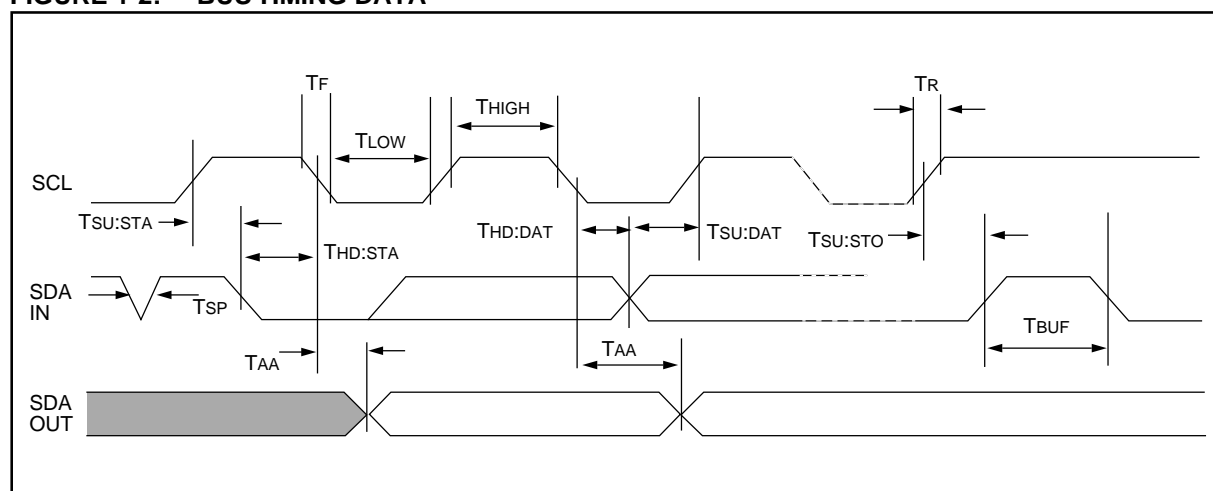 FIGURE 1-2: BUS TIMING DATA
TF
TR
THIGH
TLOW
SCL
TSU:STA
THD:STA
THD:DAT
TSU:DAT
TSU:STO
SDA
IN
TSP
TBUF
TAA
TAA
SDA
OUT